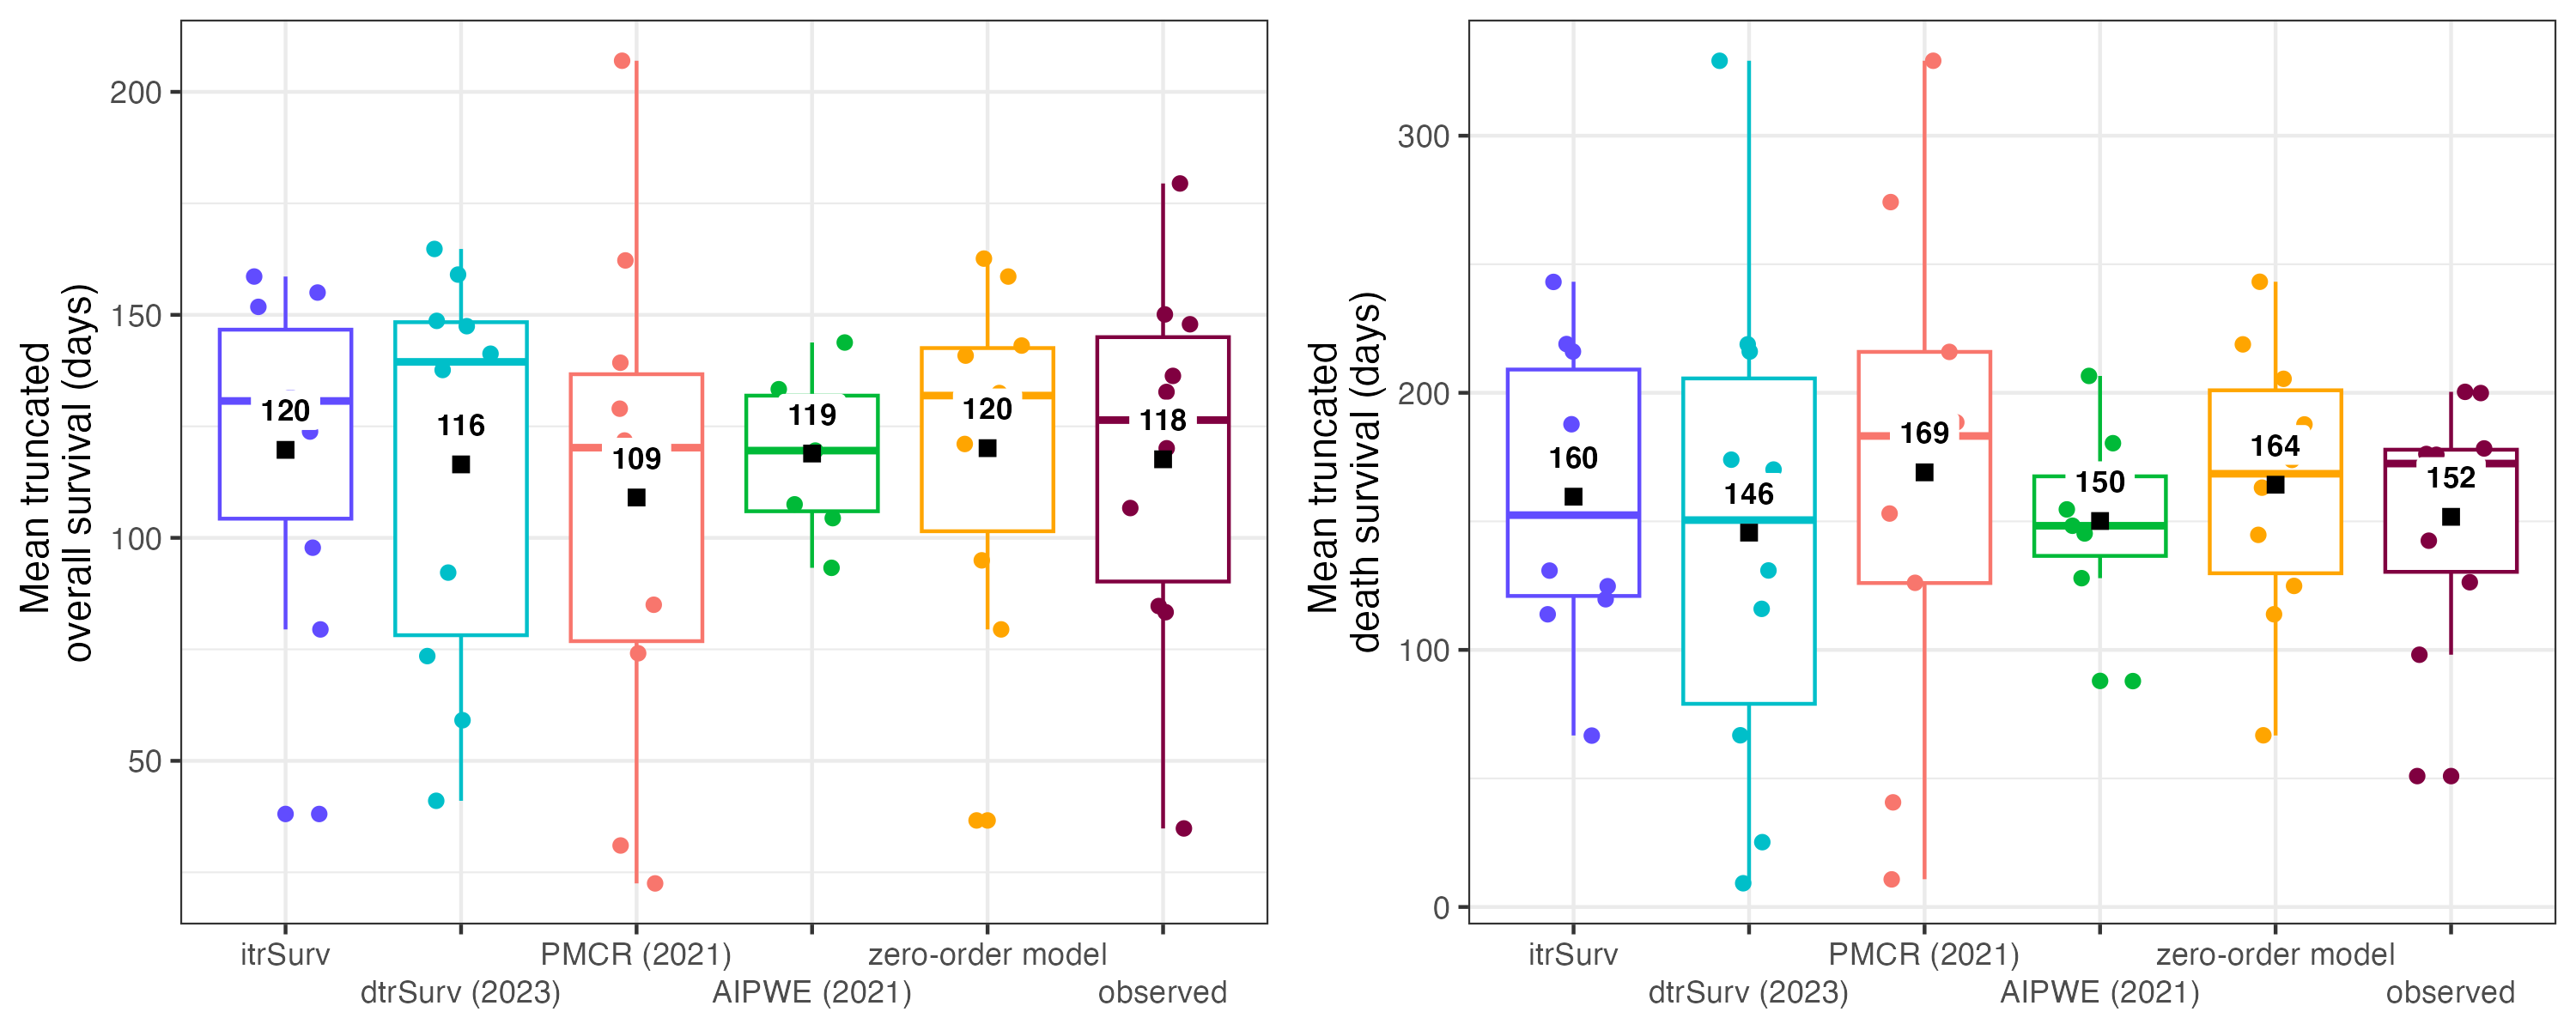 Mean truncated
overall survival (days)
200
150
100
50
120
116
109
119
120
118
itrSurv
dtrSurv (2023)
PMCR (2021)
AIPWE (2021)
zero-order model
observed
Mean truncated
death survival (days)
300
200
100
0
160
146
169
150
164
152
itrSurv
dtrSurv (2023)
PMCR (2021)
AIPWE (2021)
zero-order model
observed